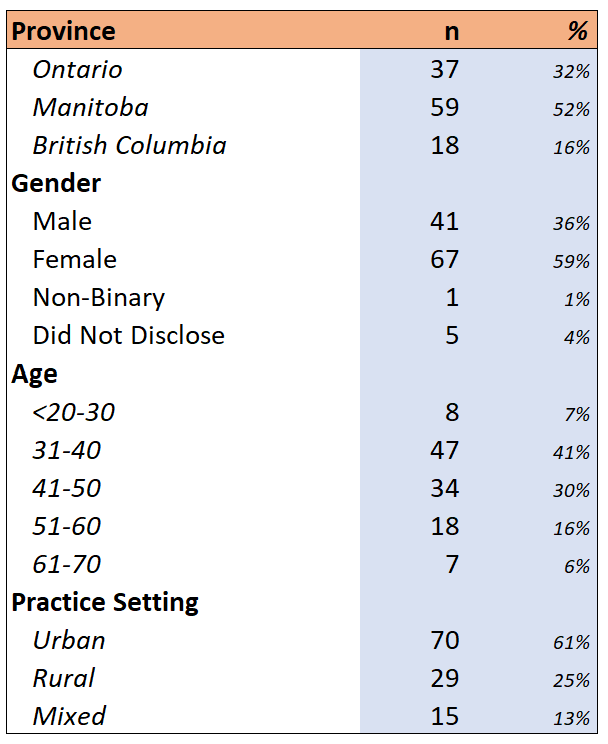 Province n %
Ontario 37 32%
Manitoba 59 52%
British Columbia 18 16%
Gender
Male 41 36%
Female 67 59%
Non-Binary 1 1%
Did Not Disclose 5 4%
Age
<20-30 8 7%
31-40 47 41%
41-50 34 30%
51-60 18 16%
61-70 7 6%
Practice Setting
Urban 70 61%
Rural 29 25%
Mixed 15 13%